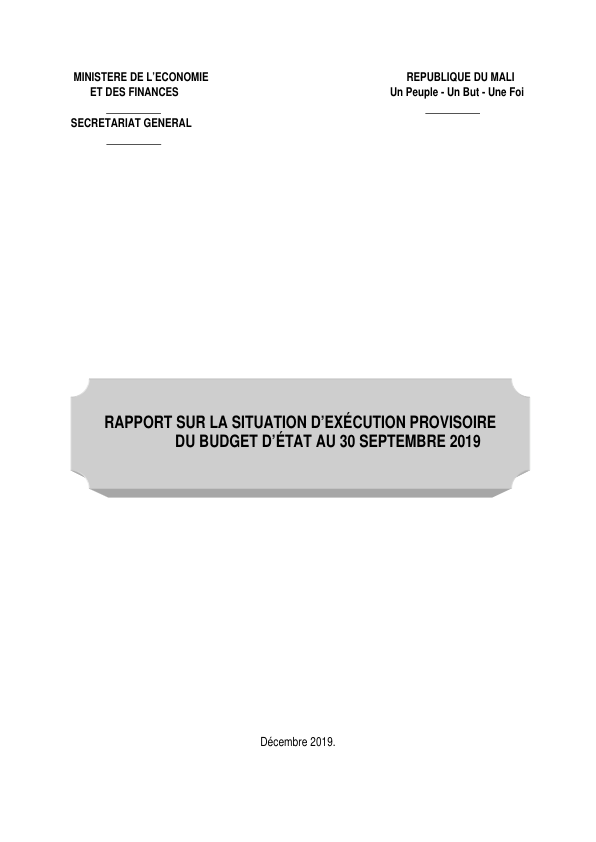 MINISTERE DE L'ECONOMIE
ET DES FINANCES
SECRETARIAT GENERAL
REPUBLIQUE DU MALI
Un Peuple - Un But - Une Foi
RAPPORT SUR LA SITUATION D'EXÉCUTION PROVISOIRE
DU BUDGET D'ÉTAT AU 30 SEPTEMBRE 2019
Décembre 2019.